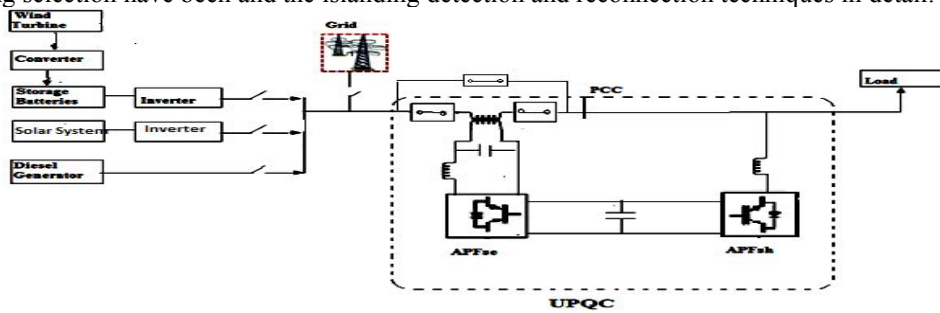 g selection have been and the islanding detection and reconnection techniques in detail.
Wind
Turbine
Grid
Converter
Load
Storage
Batteries
Inverter
PCC
Solar System
Inverter
Diesel
Generator
APFse
APFsh
UPQC